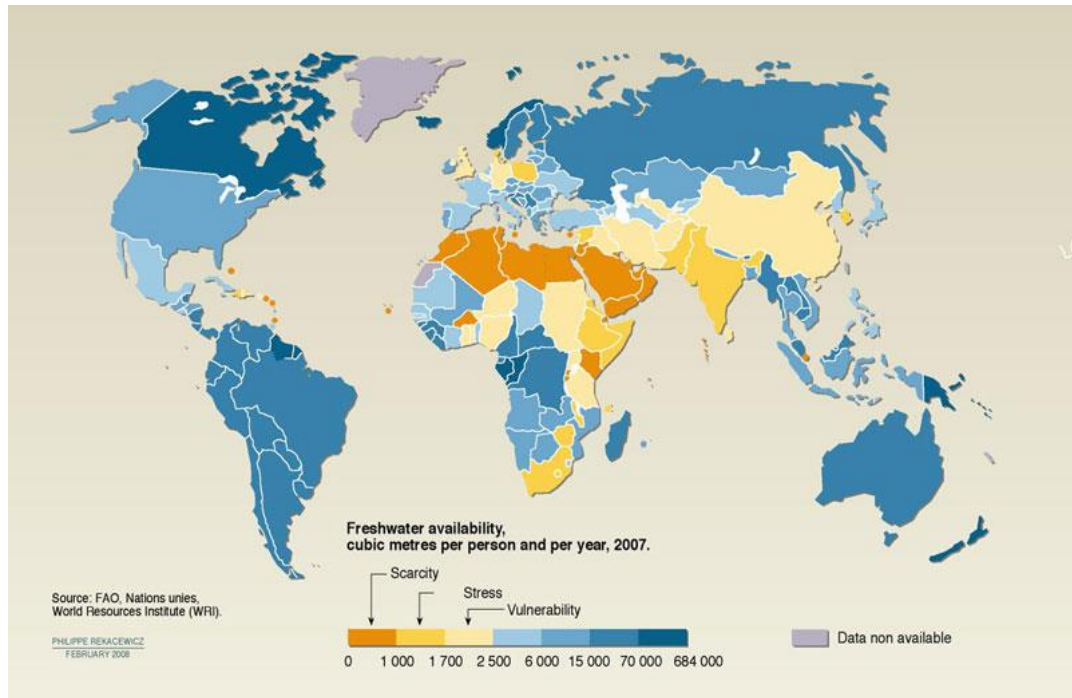 Freshwater availability,
cubic metres per person and per year, 2007.
Scarcity
Stress
Vulnerability
0 1 000 1 700 2 500 6 000 15 000 70 000 684 000
Data non available
Source: FAO, Nations unies,
World Resources Institute (WRI).
PHILIPPE REKACEWICZ
FEBRUARY 2008